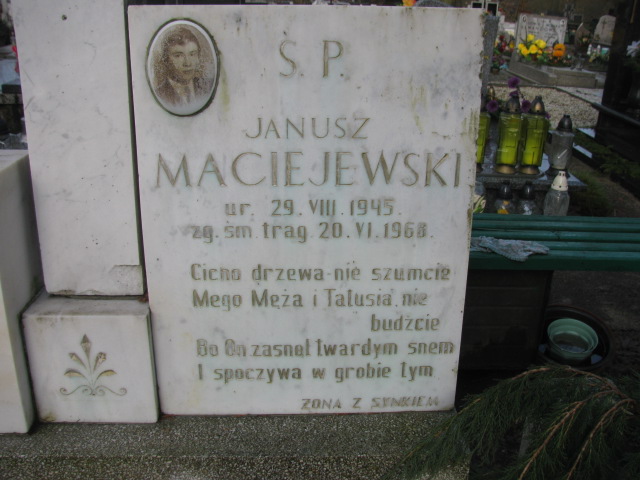 Ś. P.
JANUSZ
MACIEJEWSKI
ur. 29. VIII. 1945.
zg. śm. trag. 20. VI. 1968.
Cicho drzewa nie szumcie
Mego Męża i Tatusia nie
budźcie
Bo On zasnął twardym snem
I spoczywa w grobie tym
ŻONA Z SYNKIEM